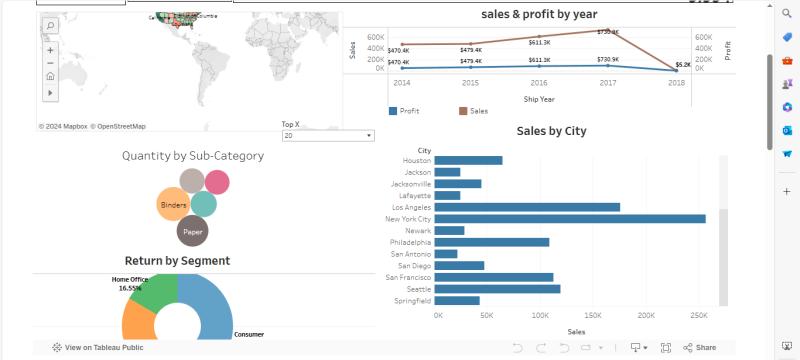 sales & profit by year
Sales
600K
400K
200K
0K
$470.4K
$479.4K
$611.3K
$730.9K
$5.2K
$470.4K
$479.4K
$611.3K
$730.9K
600K
400K
200K
0K
Profit
2014
2015
2016
2017
2018
Ship Year
Profit
Sales
© 2024 Mapbox © OpenStreetMap
Top X
20
Quantity by Sub-Category
Binders
Paper
Return by Segment
Home Office
16.55%
Consumer
Sales by City
City
Houston
Jackson
Jacksonville
Lafayette
Los Angeles
New York City
Newark
Philadelphia
San Antonio
San Diego
San Francisco
Seattle
Springfield
0K
50K
100K
150K
200K
250K
Sales
View on Tableau Public
Share